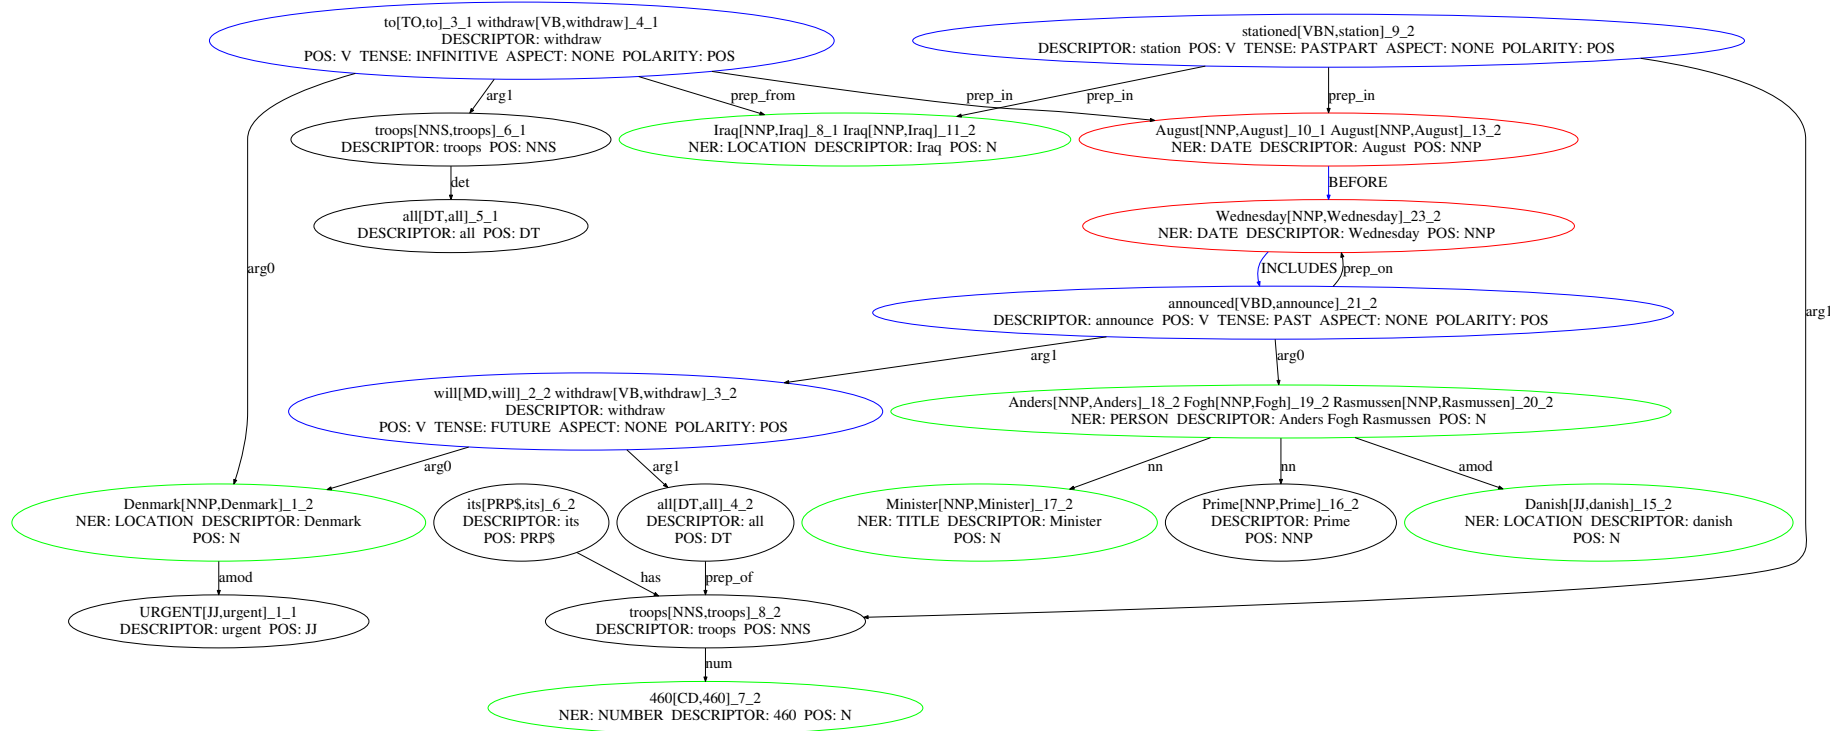 to[TO,to]_3_1 withdraw[VB,withdraw]_4_1
DESCRIPTOR: withdraw
POS: V  TENSE: INFINITIVE  ASPECT: NONE  POLARITY: POS
stationed[VBN,station]_9_2
DESCRIPTOR: station  POS: V  TENSE: PASTPART  ASPECT: NONE  POLARITY: POS
arg1
prep_from
prep_in
prep_in
prep_in
troops[NNS,troops]_6_1
DESCRIPTOR: troops  POS: NNS
Iraq[NNP,Iraq]_8_1 Iraq[NNP,Iraq]_11_2
NER: LOCATION  DESCRIPTOR: Iraq  POS: N
August[NNP,August]_10_1 August[NNP,August]_13_2
NER: DATE  DESCRIPTOR: August  POS: NNP
det
BEFORE
all[DT,all]_5_1
DESCRIPTOR: all  POS: DT
Wednesday[NNP,Wednesday]_23_2
NER: DATE  DESCRIPTOR: Wednesday  POS: NNP
arg0
INCLUDES
prep_on
announced[VBD,announce]_21_2
DESCRIPTOR: announce  POS: V  TENSE: PAST  ASPECT: NONE  POLARITY: POS
arg1
arg1
arg0
will[MD,will]_2_2 withdraw[VB,withdraw]_3_2
DESCRIPTOR: withdraw
POS: V  TENSE: FUTURE  ASPECT: NONE  POLARITY: POS
Anders[NNP,Anders]_18_2 Fogh[NNP,Fogh]_19_2 Rasmussen[NNP,Rasmussen]_20_2
NER: PERSON  DESCRIPTOR: Anders Fogh Rasmussen  POS: N
arg0
arg1
nn
nn
amod
Denmark[NNP,Denmark]_1_2
NER: LOCATION  DESCRIPTOR: Denmark
POS: N
its[PRP$,its]_6_2
DESCRIPTOR: its
POS: PRP$
all[DT,all]_4_2
DESCRIPTOR: all
POS: DT
Minister[NNP,Minister]_17_2
NER: TITLE  DESCRIPTOR: Minister
POS: N
Prime[NNP,Prime]_16_2
DESCRIPTOR: Prime
POS: NNP
Danish[JJ,danish]_15_2
NER: LOCATION  DESCRIPTOR: danish
POS: N
amod
has
prep_of
URGENT[JJ,urgent]_1_1
DESCRIPTOR: urgent  POS: JJ
troops[NNS,troops]_8_2
DESCRIPTOR: troops  POS: NNS
num
460[CD,460]_7_2
NER: NUMBER  DESCRIPTOR: 460  POS: N